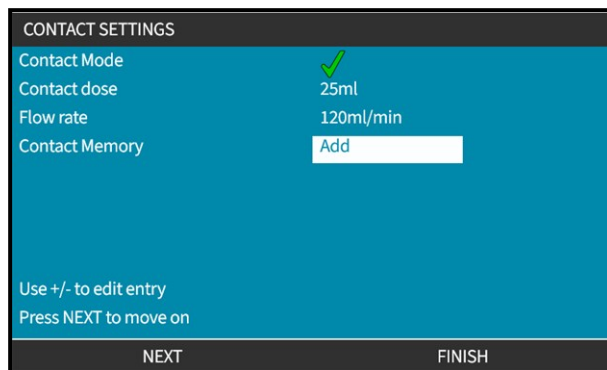 CONTACT SETTINGS
Contact Mode
Contact dose 25ml
Flow rate 120ml/min
Contact Memory Add
Use +/- to edit entry
Press NEXT to move on
NEXT FINISH